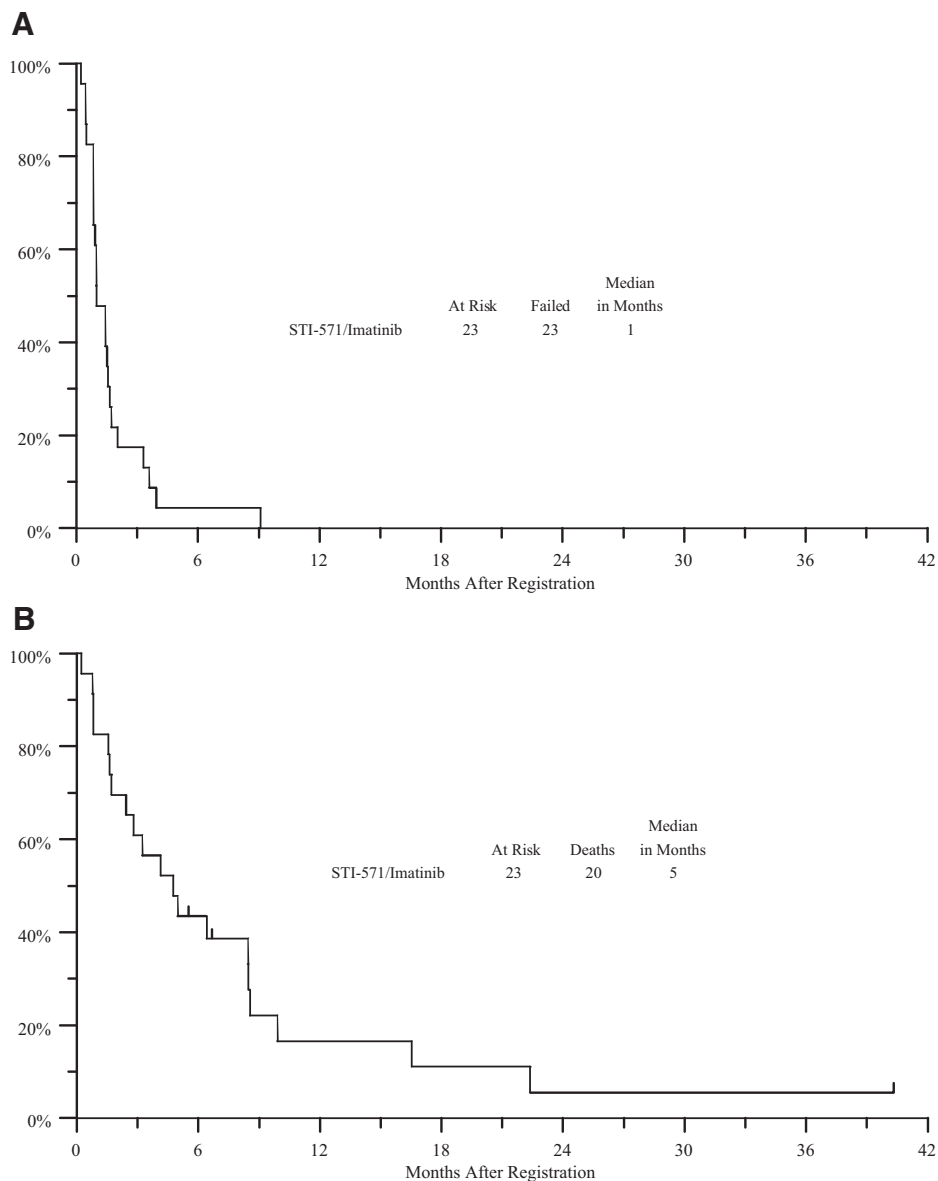 A
100%
80%
60%
40%
20%
0%
Median
At Risk Failed in Months
STI-571/Imatinib 23 23 1
0 6 12 18 24 30 36 42
Months After Registration
B
100%
80%
60%
40%
20%
0%
Median
At Risk Deaths in Months
STI-571/Imatinib 23 20 5
0 6 12 18 24 30 36 42
Months After Registration